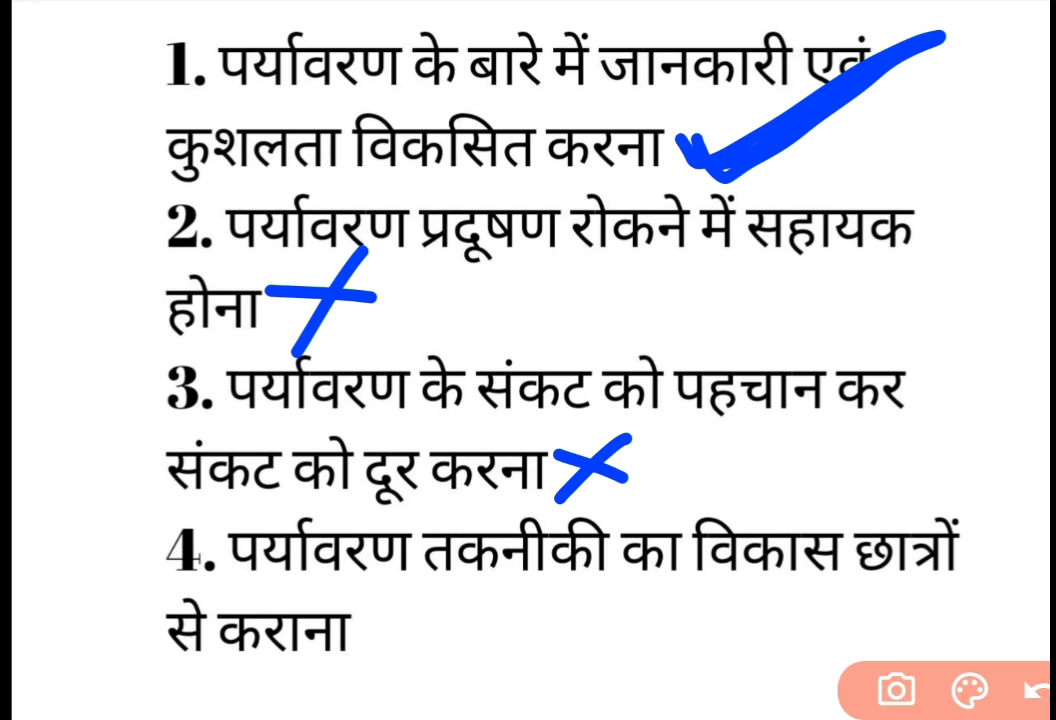 1. पर्यावरण के बारे में जानकारी एवं
कुशलता विकसित करना
2. पर्यावरण प्रदूषण रोकने में सहायक
होना
3. पर्यावरण के संकट को पहचान कर
संकट को दूर करना
4. पर्यावरण तकनीकी का विकास छात्रों
से कराना